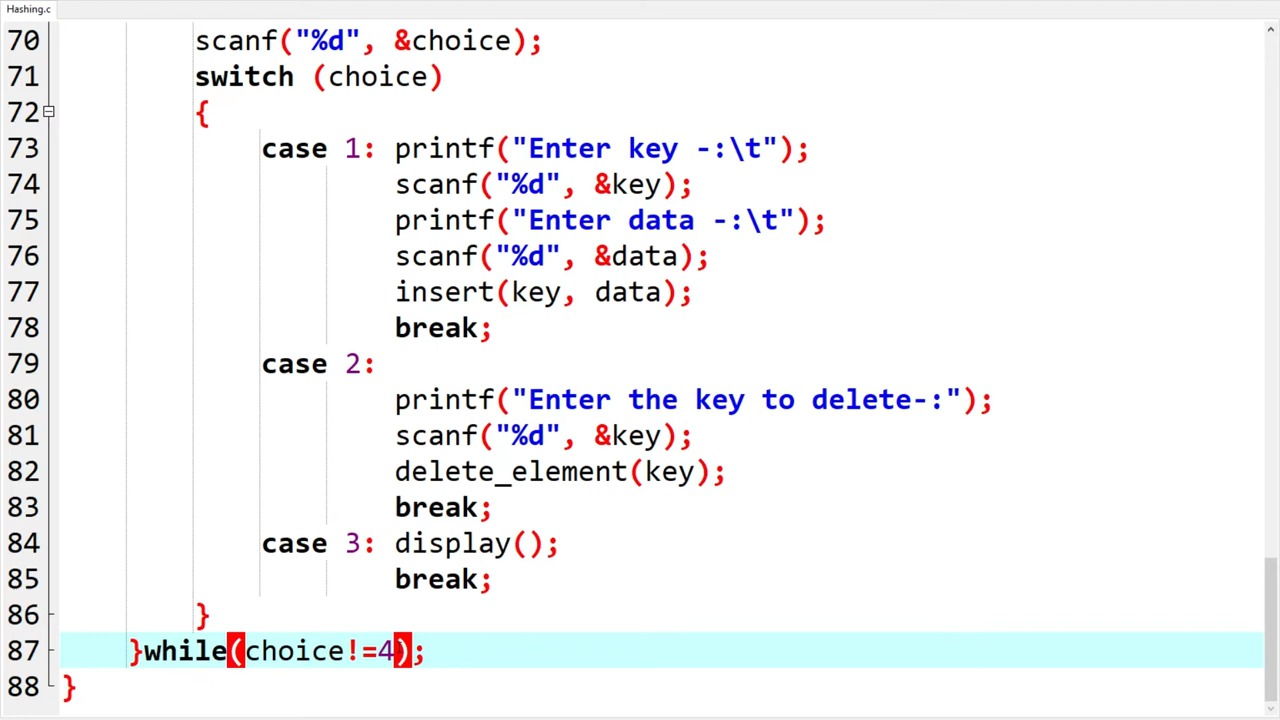 Hashing.c
70 scanf("%d", &choice);
71 switch (choice)
72 {
73 case 1: printf("Enter key -:\t");
74 scanf("%d", &key);
75 printf("Enter data -:\t");
76 scanf("%d", &data);
77 insert(key, data);
78 break;
79 case 2:
80 printf("Enter the key to delete-:");
81 scanf("%d", &key);
82 delete_element(key);
83 break;
84 case 3: display();
85 break;
86 }
87 }while(choice!=4);
88 }